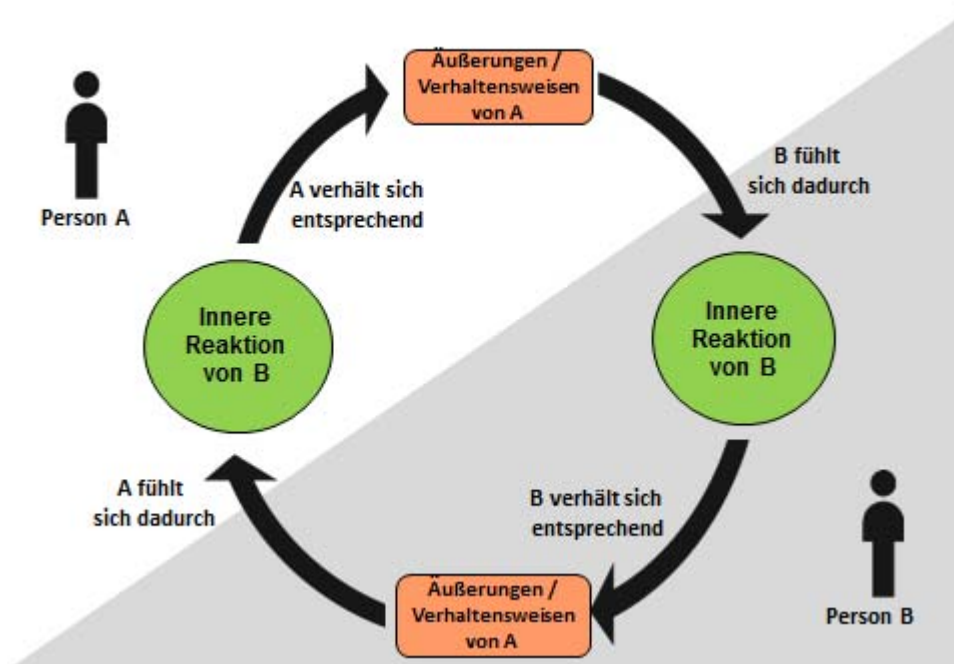 Äußerungen /
Verhaltensweisen
von A
Person A
A verhält sich
entsprechend
B fühlt
sich dadurch
Innere
Reaktion
von B
Innere
Reaktion
von B
A fühlt
sich dadurch
B verhält sich
entsprechend
Äußerungen /
Verhaltensweisen
von A
Person B